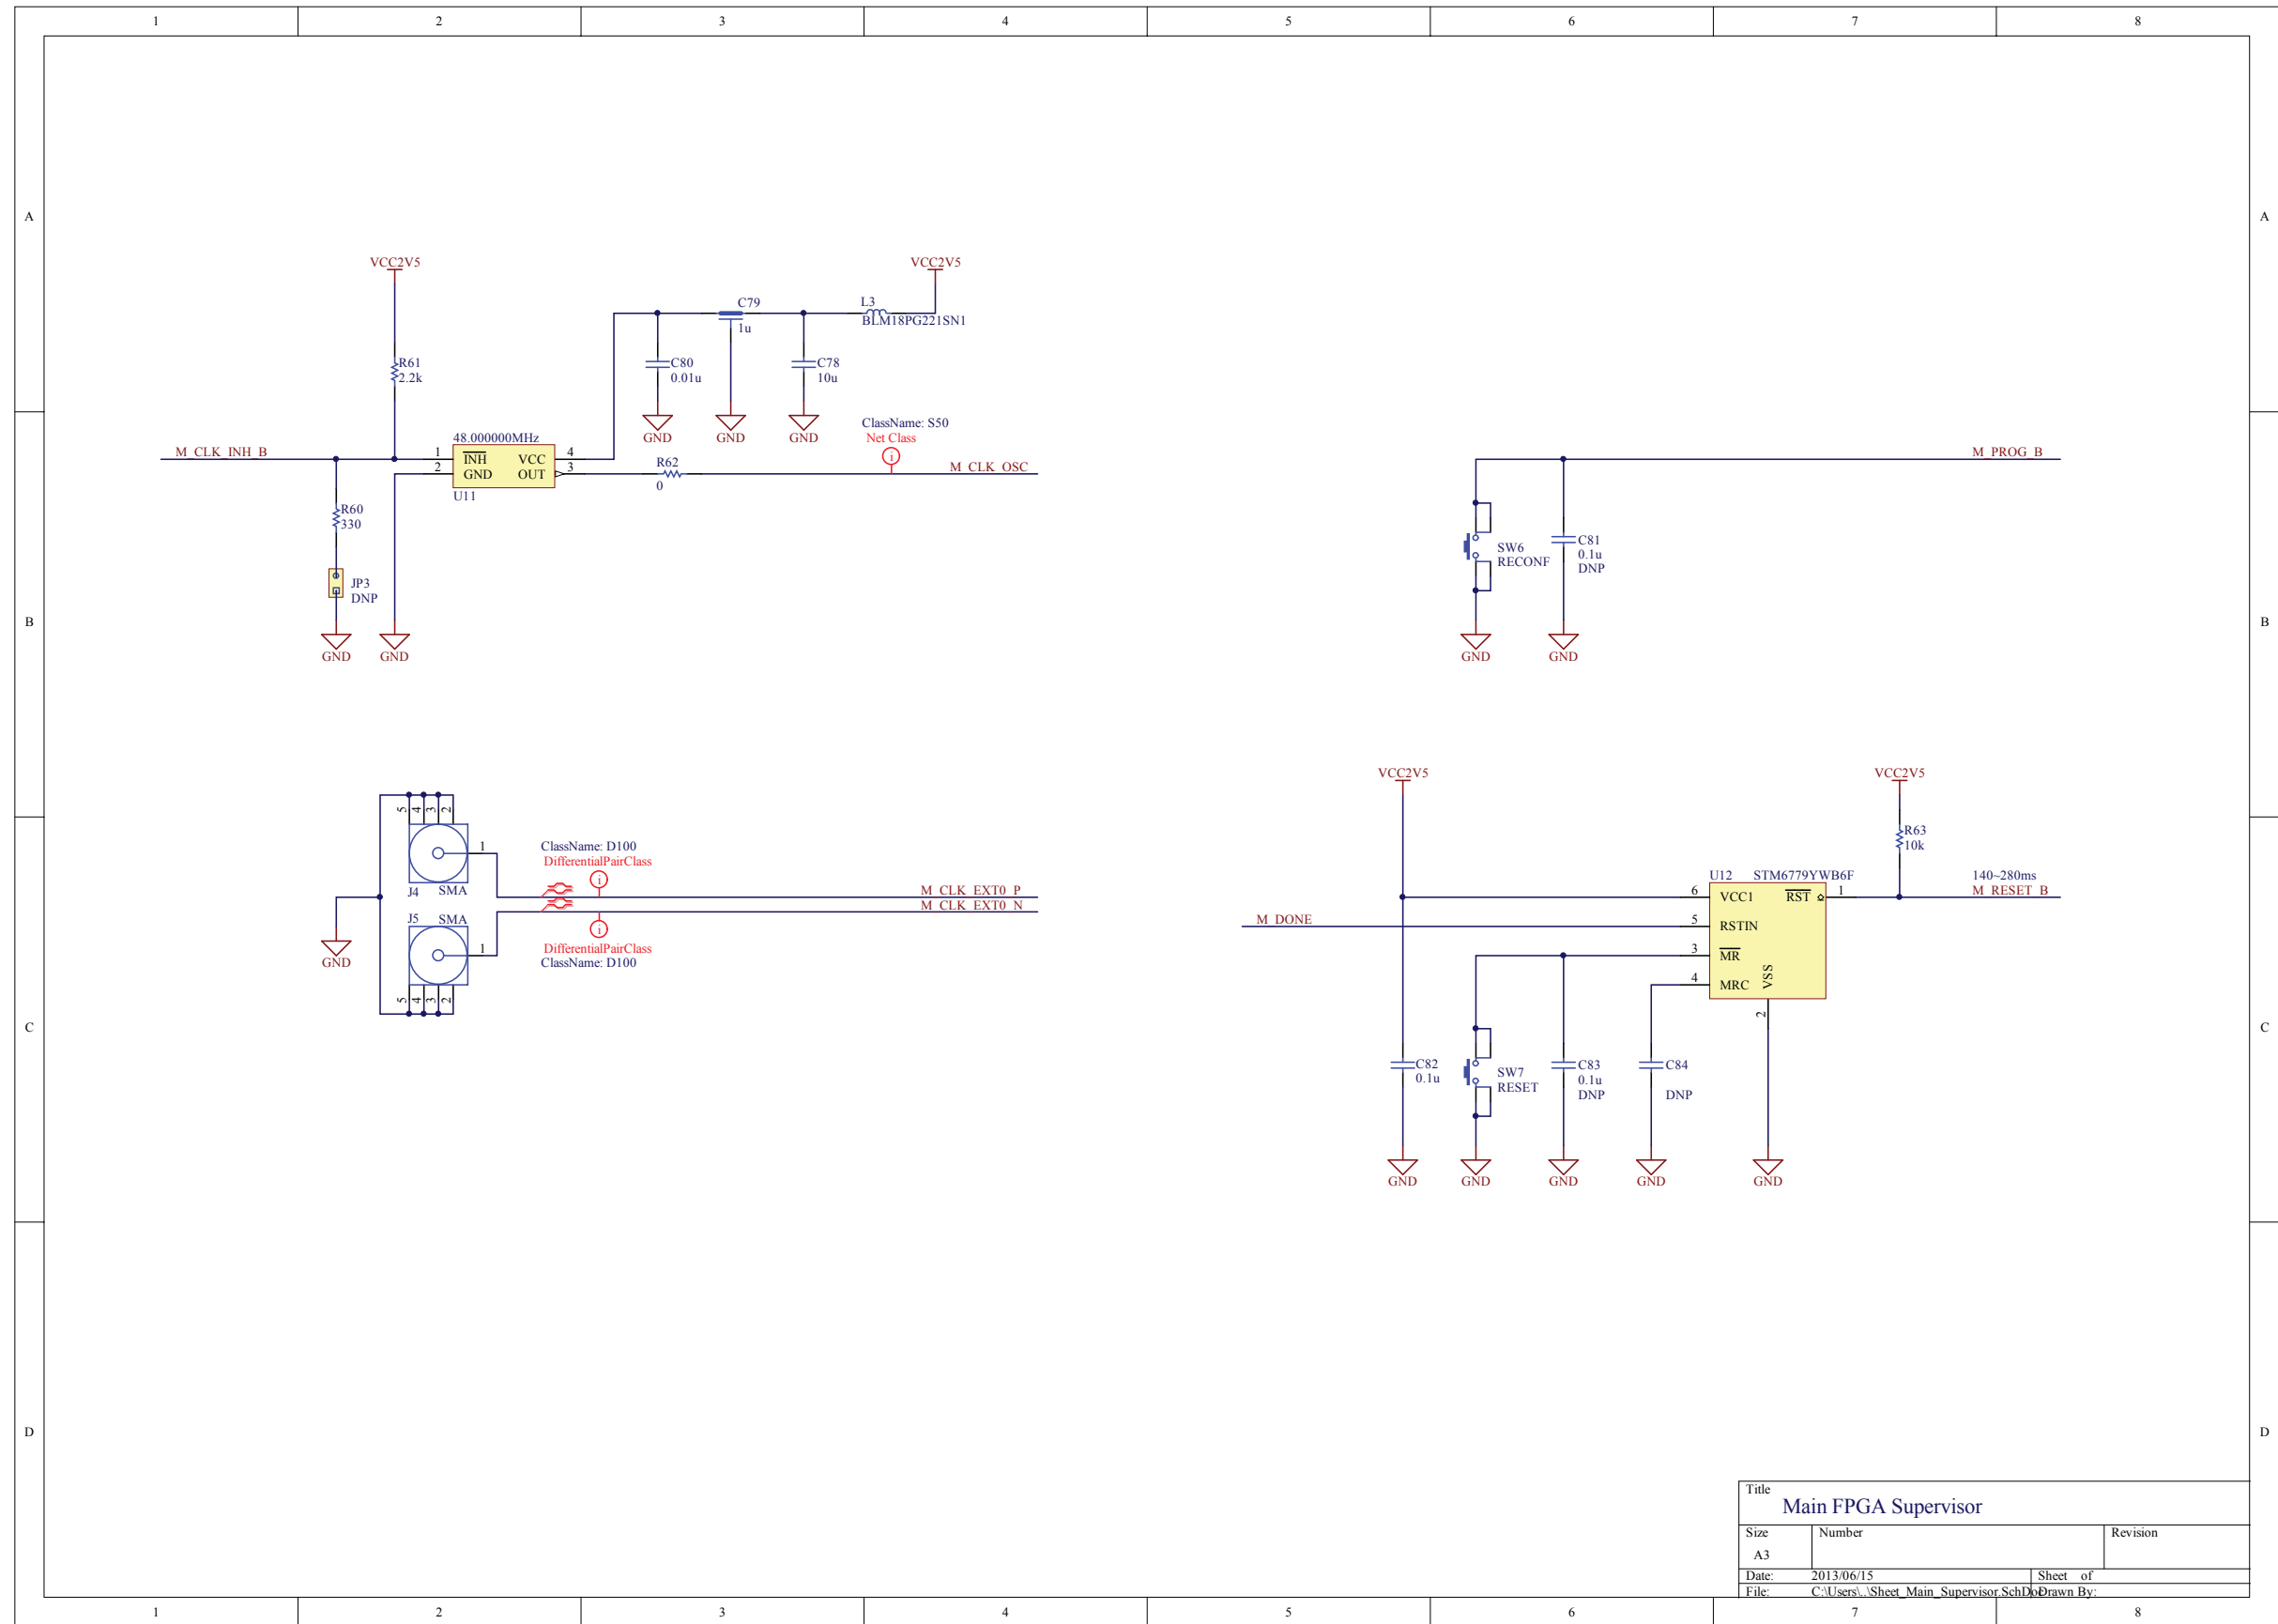 1 2 3 4 5 6 7 8
A A
VCC2V5 VCC2V5
C79 L3
1u BLM18PG221SN1
R61 C80 C78
2.2k 0.01u 10u
GND GND GND
ClassName: S50
Net Class
48.000000MHz
M_CLK_INH_B 1 INH VCC 4
2 GND OUT 3 R62 M_CLK_OSC
U11 0
R60
330
JP3
DNP
GND GND
M_PROG_B
SW6 C81
RECONF 0.1u
DNP
GND GND
B B
5 4 3 2
1
J4 SMA
ClassName: D100
DifferentialPairClass
M_CLK_EXT0_P
M_CLK_EXT0_N
J5 SMA
1
DifferentialPairClass
ClassName: D100
GND
5 4 3 2
VCC2V5 VCC2V5
R63
10k
U12 STM6779YWB6F 140~280ms
6 VCC1 RST 1 M_RESET_B
M_DONE 5 RSTIN
3 MR
4 MRC VSS
2
C82 SW7 C83 C84
0.1u RESET 0.1u
DNP DNP
GND GND GND GND GND
C C
D D
Title
Main FPGA Supervisor
Size Number Revision
A3
Date: 2013/06/15 Sheet of
File: C:\Users\..\Sheet_Main_Supervisor.SchDoc Drawn By:
1 2 3 4 5 6 7 8